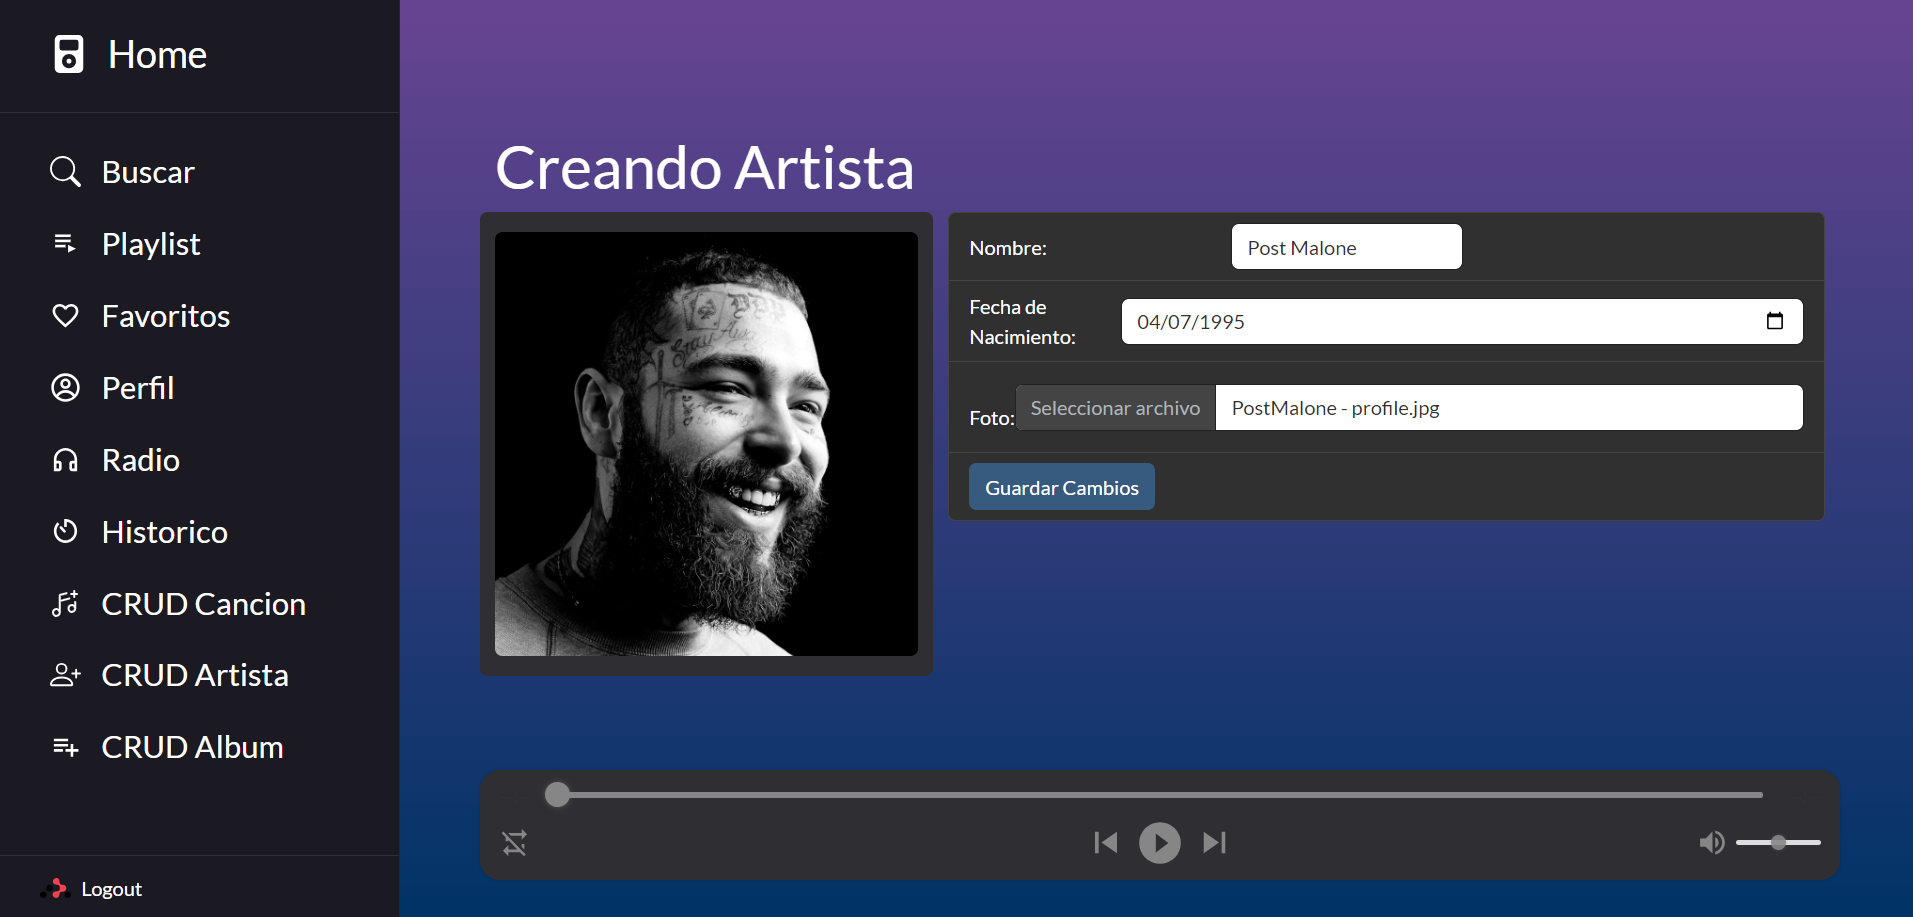 Home
Buscar
Playlist
Favoritos
Perfil
Radio
Historico
CRUD Cancion
CRUD Artista
CRUD Album
Logout
Creando Artista
Nombre:
Post Malone
Fecha de
Nacimiento:
04/07/1995
Foto:
Seleccionar archivo
PostMalone - profile.jpg
Guardar Cambios